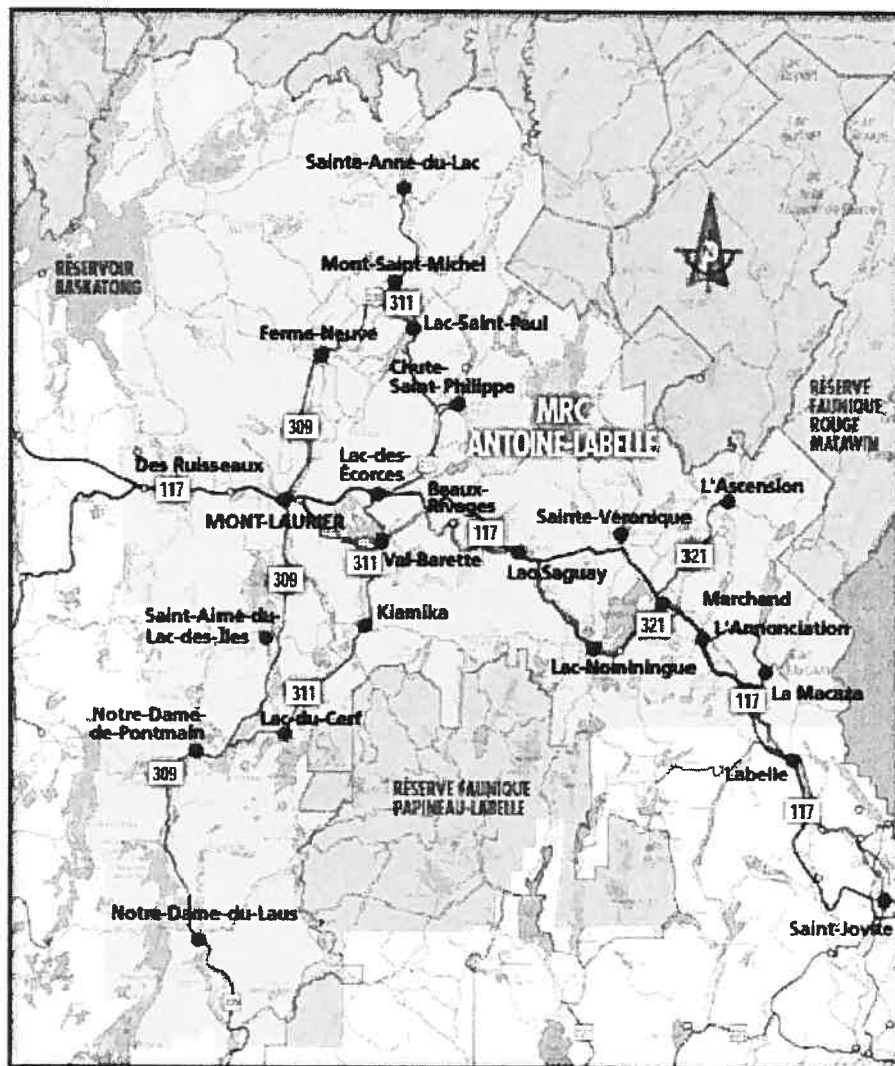 Sainte-Anne-du-Lac
RÉSERVOIR
BASKATONG
Mont-Saint-Michel
311
Lac-Saint-Paul
Ferme-Neuve
Chute-
Saint-Philippe
RÉSERVE
FAUNIQUE
ROUGE
MATAWIN
MRC
ANTOINE-LABELLE
309
Lac-des-
Écorces
Des Ruisseaux
117
Beaux-
Rivages
L'Ascension
MONT-LAURIER
Sainte-Véronique
117
311
Val-Barette
Lac Saguay
321
309
Kiamika
Marchand
Saint-Aimé-du-
Lac-des-Îles
321
L'Annonciation
Lac-Nominingue
311
La Macaza
117
Notre-Dame-
de-Pontmain
Lac-du-Cerf
309
Labelle
RÉSERVE FAUNIQUE
PAPINEAU-LABELLE
117
Notre-Dame-du-Laus
Saint-Jovite